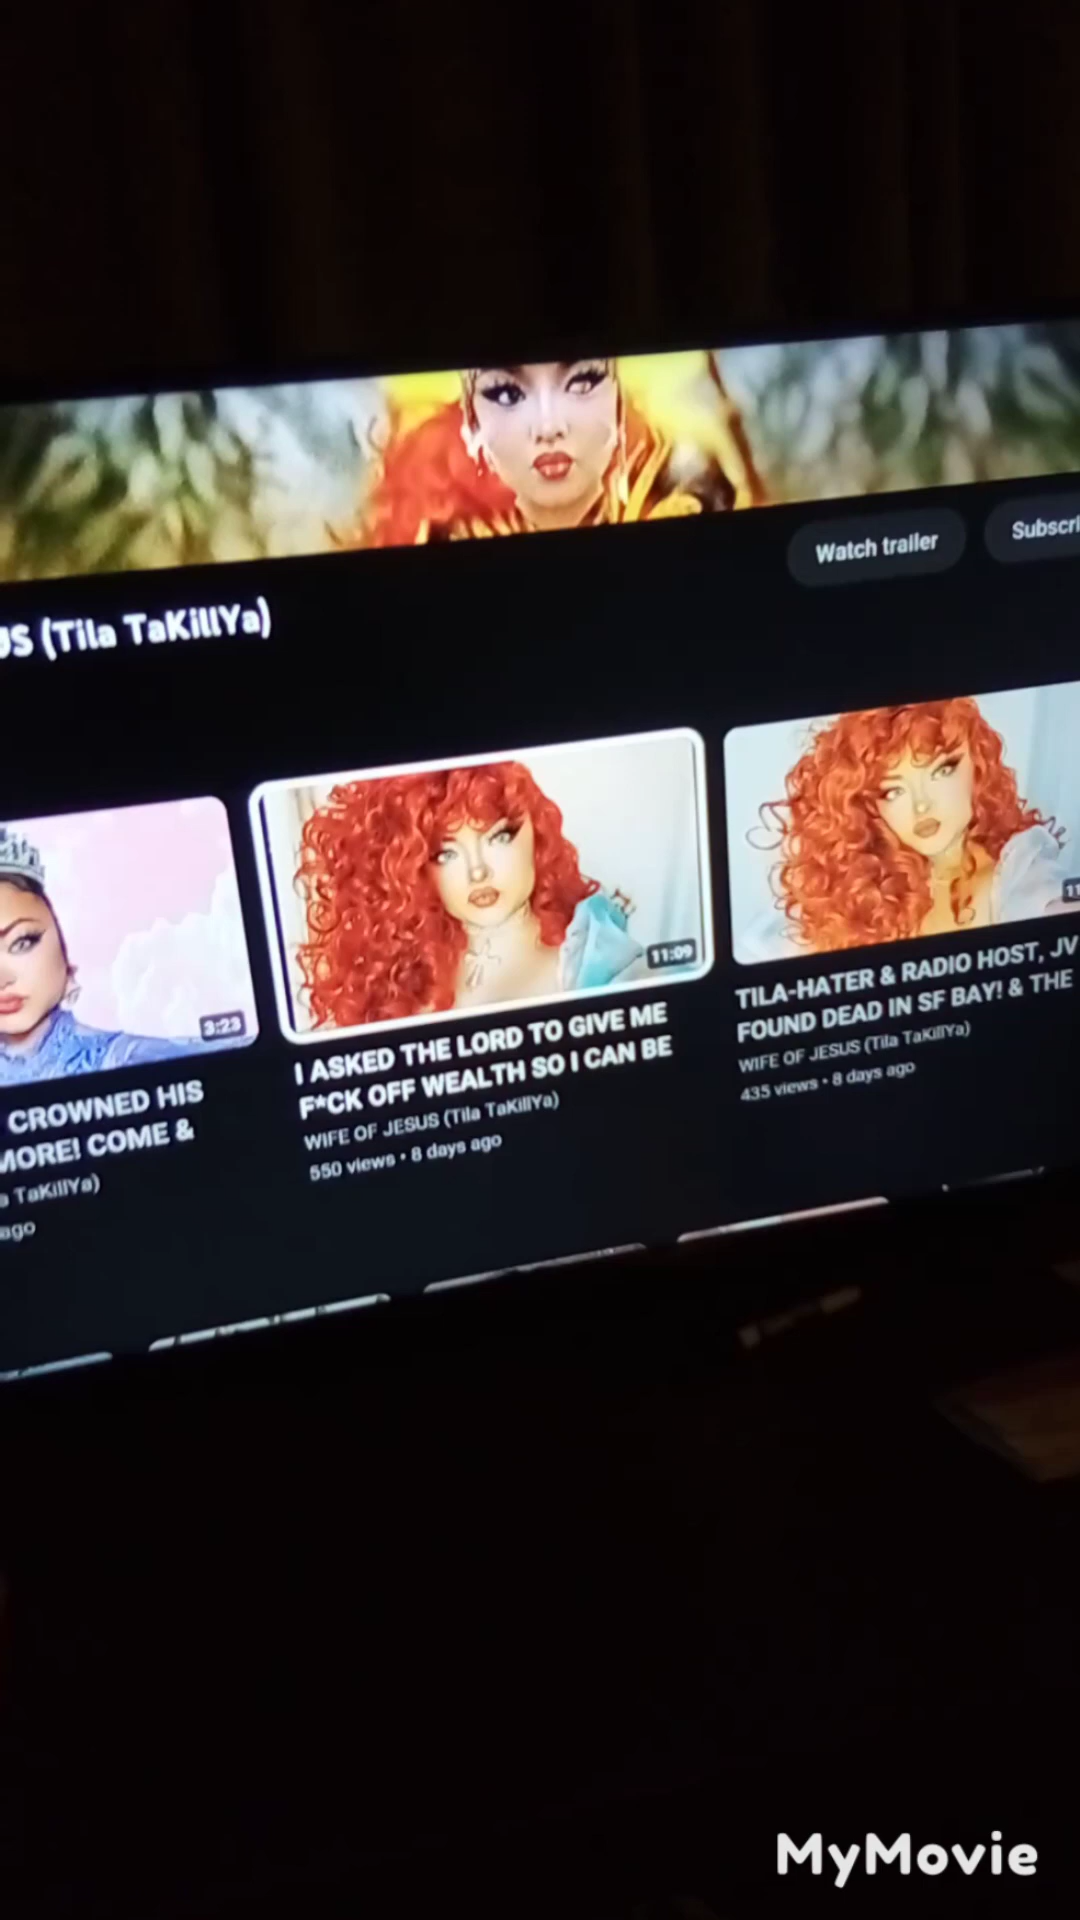 Watch trailer
Subscri
US (Tila TaKillYa)
3:23
11:09
11
CROWNED HIS
MORE! COME &
a TaKillYa)
ago
I ASKED THE LORD TO GIVE ME
F*CK OFF WEALTH SO I CAN BE
WIFE OF JESUS (Tila TaKillYa)
550 views • 8 days ago
TILA-HATER & RADIO HOST, JV
FOUND DEAD IN SF BAY! & THE
WIFE OF JESUS (Tila TaKillYa)
435 views • 8 days ago
MyMovie